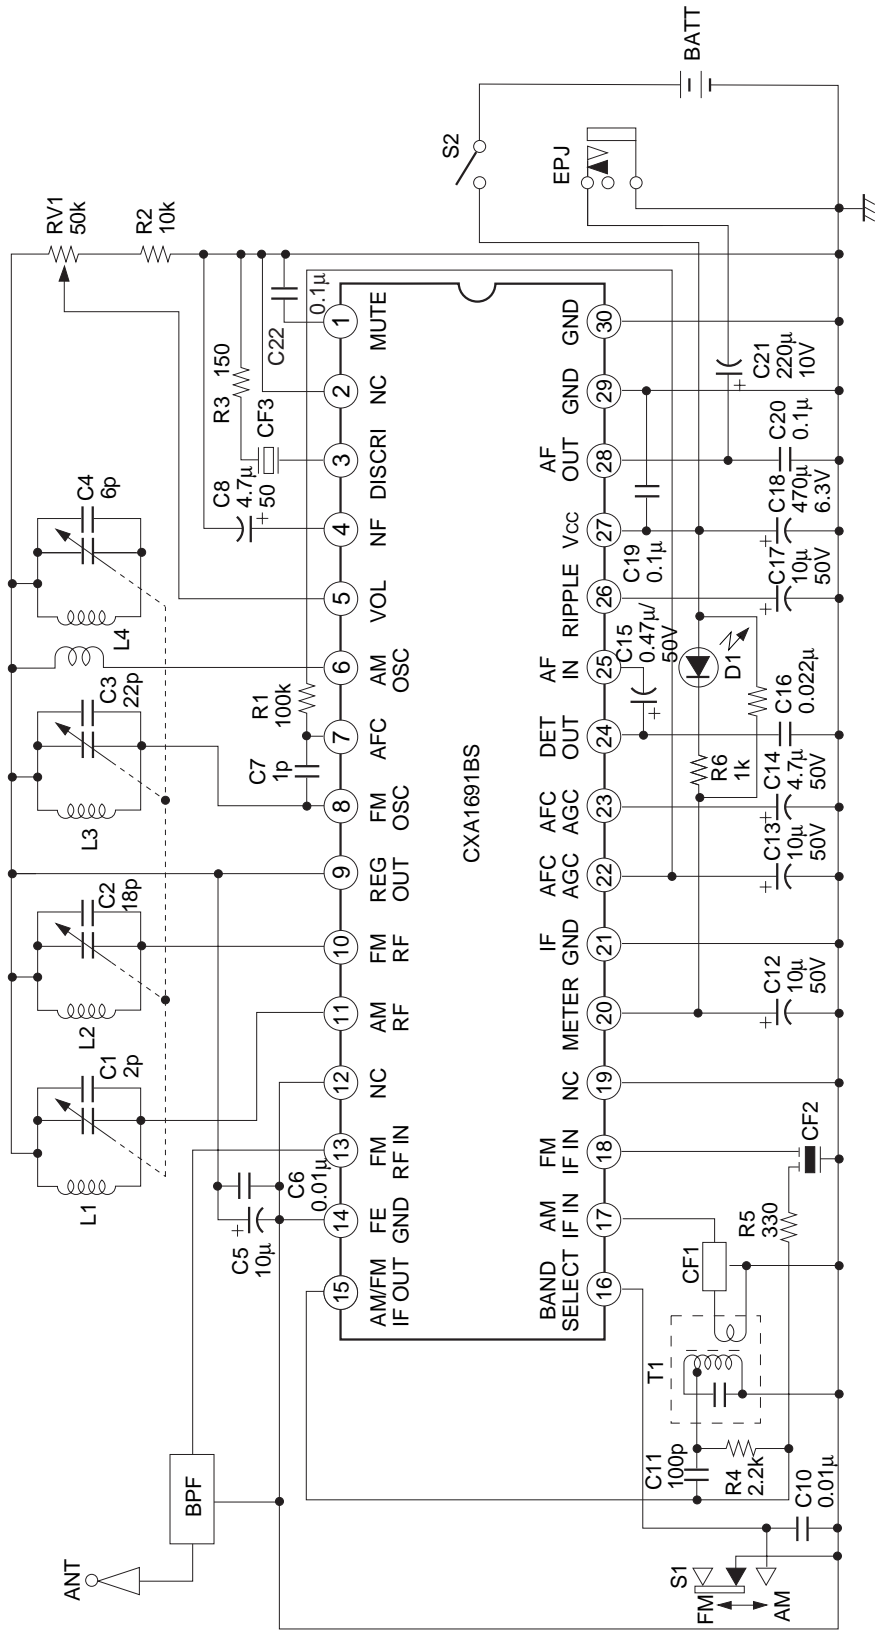 ANT
BPF
L1
C1
2p
L2
C2
18p
L3
C3
22p
L4
C4
6p
RV1
50k
R2
10k
C5
10µ
C6
0.01µ
C7
1p
R1
100k
C8
4.7µ
50
R3 150
CF3
C22
0.1µ
15
14
13
12
11
10
9
8
7
6
5
4
3
2
1
AM/FM
IF OUT
FE
GND
FM
RF IN
NC
AM
RF
FM
RF
REG
OUT
FM
OSC
AFC
AM
OSC
VOL
NF
DISCRI
NC
MUTE
CXA1691BS
BAND
SELECT
AM
IF IN
FM
IF IN
NC
METER
IF
GND
AFC
AGC
AFC
AGC
DET
OUT
AF
IN
RIPPLE
Vcc
AF
OUT
GND
GND
16
17
18
19
20
21
22
23
24
25
26
27
28
29
30
S1
FM
AM
C10
0.01µ
C11
100p
R4
2.2k
T1
CF1
R5
330
CF2
C12
10µ
50V
C13
10µ
50V
C14
4.7µ
50V
R6
1k
D1
C16
0.022µ
C15
0.47µ/
50V
C19
0.1µ
C17
10µ
50V
C18
470µ
6.3V
C20
0.1µ
C21
220µ
10V
S2
EPJ
BATT